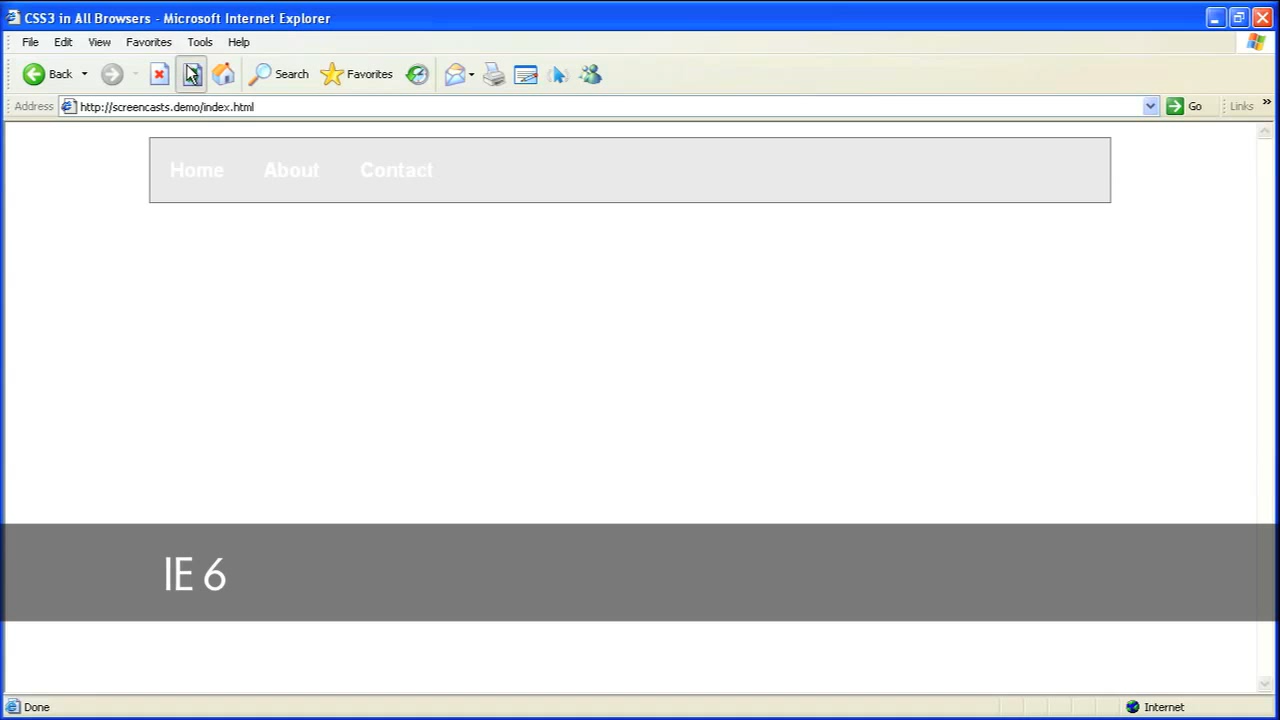 CSS3 in All Browsers - Microsoft Internet Explorer
File Edit View Favorites Tools Help
Back Search Favorites
Address http://screencasts.demo/index.html Go Links »
Home About Contact
IE 6
Done Internet